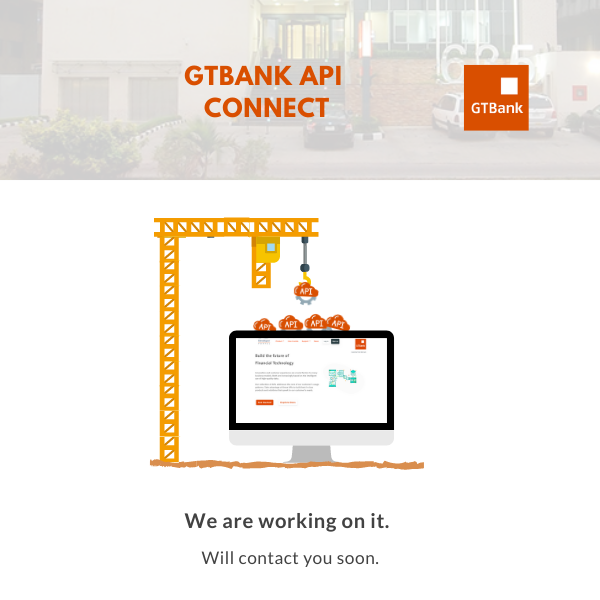 635
GTBANK API
CONNECT
GTBank
API
API
API
API
API
Build the future of
Financial Technology.
We are working on it.
Will contact you soon.